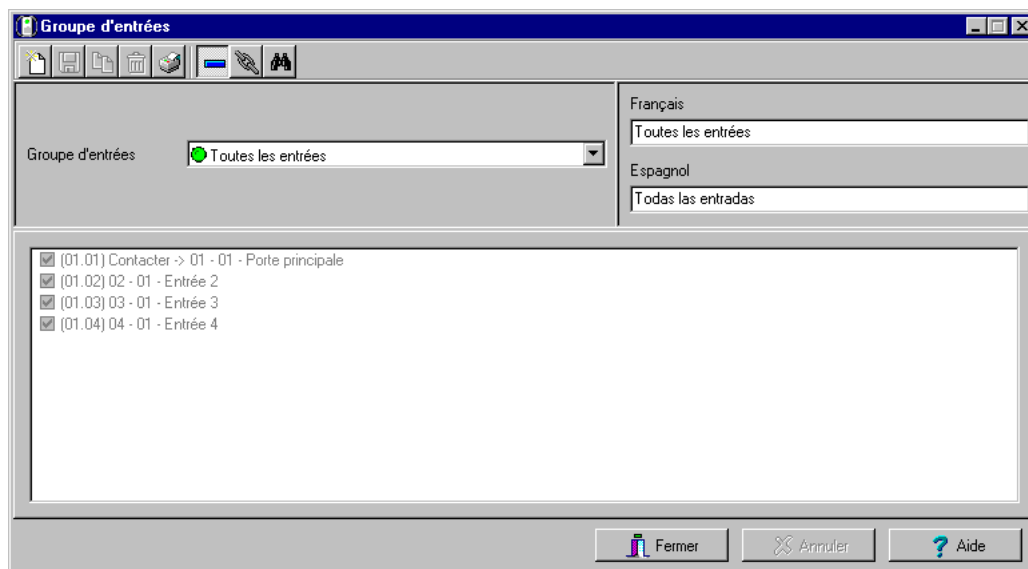 Groupe d'entrées
Groupe d'entrées
Toutes les entrées
Français
Toutes les entrées
Espagnol
Todas las entradas
(01.01) Contacter -> 01 - 01 - Porte principale
(01.02) 02 - 01 - Entrée 2
(01.03) 03 - 01 - Entrée 3
(01.04) 04 - 01 - Entrée 4
Fermer
Annuler
? Aide